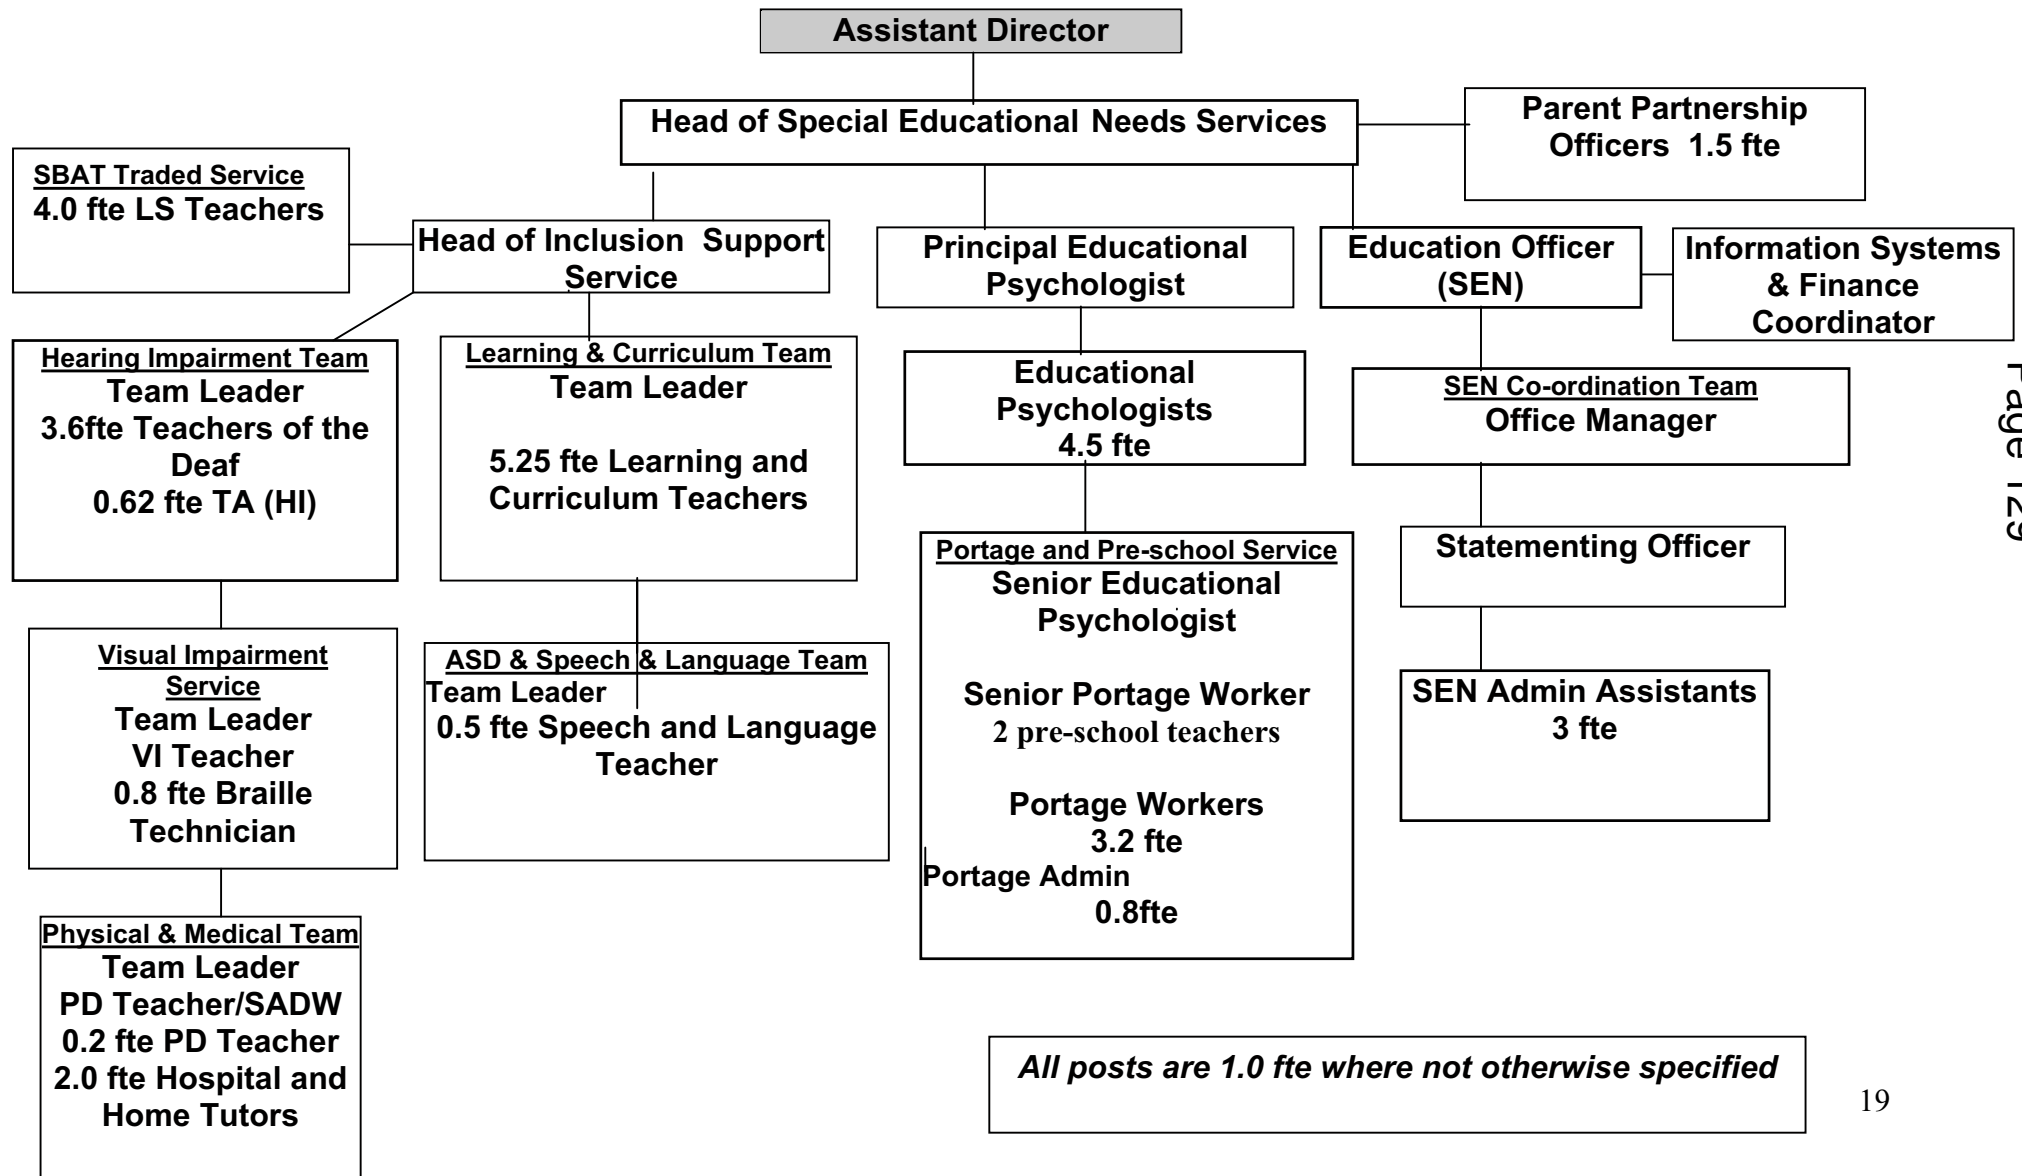 Assistant Director
Head of Special Educational Needs Services
Parent Partnership
Officers 1.5 fte
SBAT Traded Service
4.0 fte LS Teachers
Head of Inclusion Support
Service
Principal Educational
Psychologist
Education Officer
(SEN)
Information Systems
& Finance
Coordinator
Hearing Impairment Team
Team Leader
3.6fte Teachers of the
Deaf
0.62 fte TA (HI)
Learning & Curriculum Team
Team Leader
5.25 fte Learning and
Curriculum Teachers
Educational
Psychologists
4.5 fte
SEN Co-ordination Team
Office Manager
Page 129
Portage and Pre-school Service
Senior Educational
Psychologist
Senior Portage Worker
2 pre-school teachers
Portage Workers
3.2 fte
Portage Admin
0.8fte
Statementing Officer
Visual Impairment
Service
Team Leader
VI Teacher
0.8 fte Braille
Technician
ASD & Speech & Language Team
Team Leader
0.5 fte Speech and Language
Teacher
SEN Admin Assistants
3 fte
Physical & Medical Team
Team Leader
PD Teacher/SADW
0.2 fte PD Teacher
2.0 fte Hospital and
Home Tutors
All posts are 1.0 fte where not otherwise specified
19